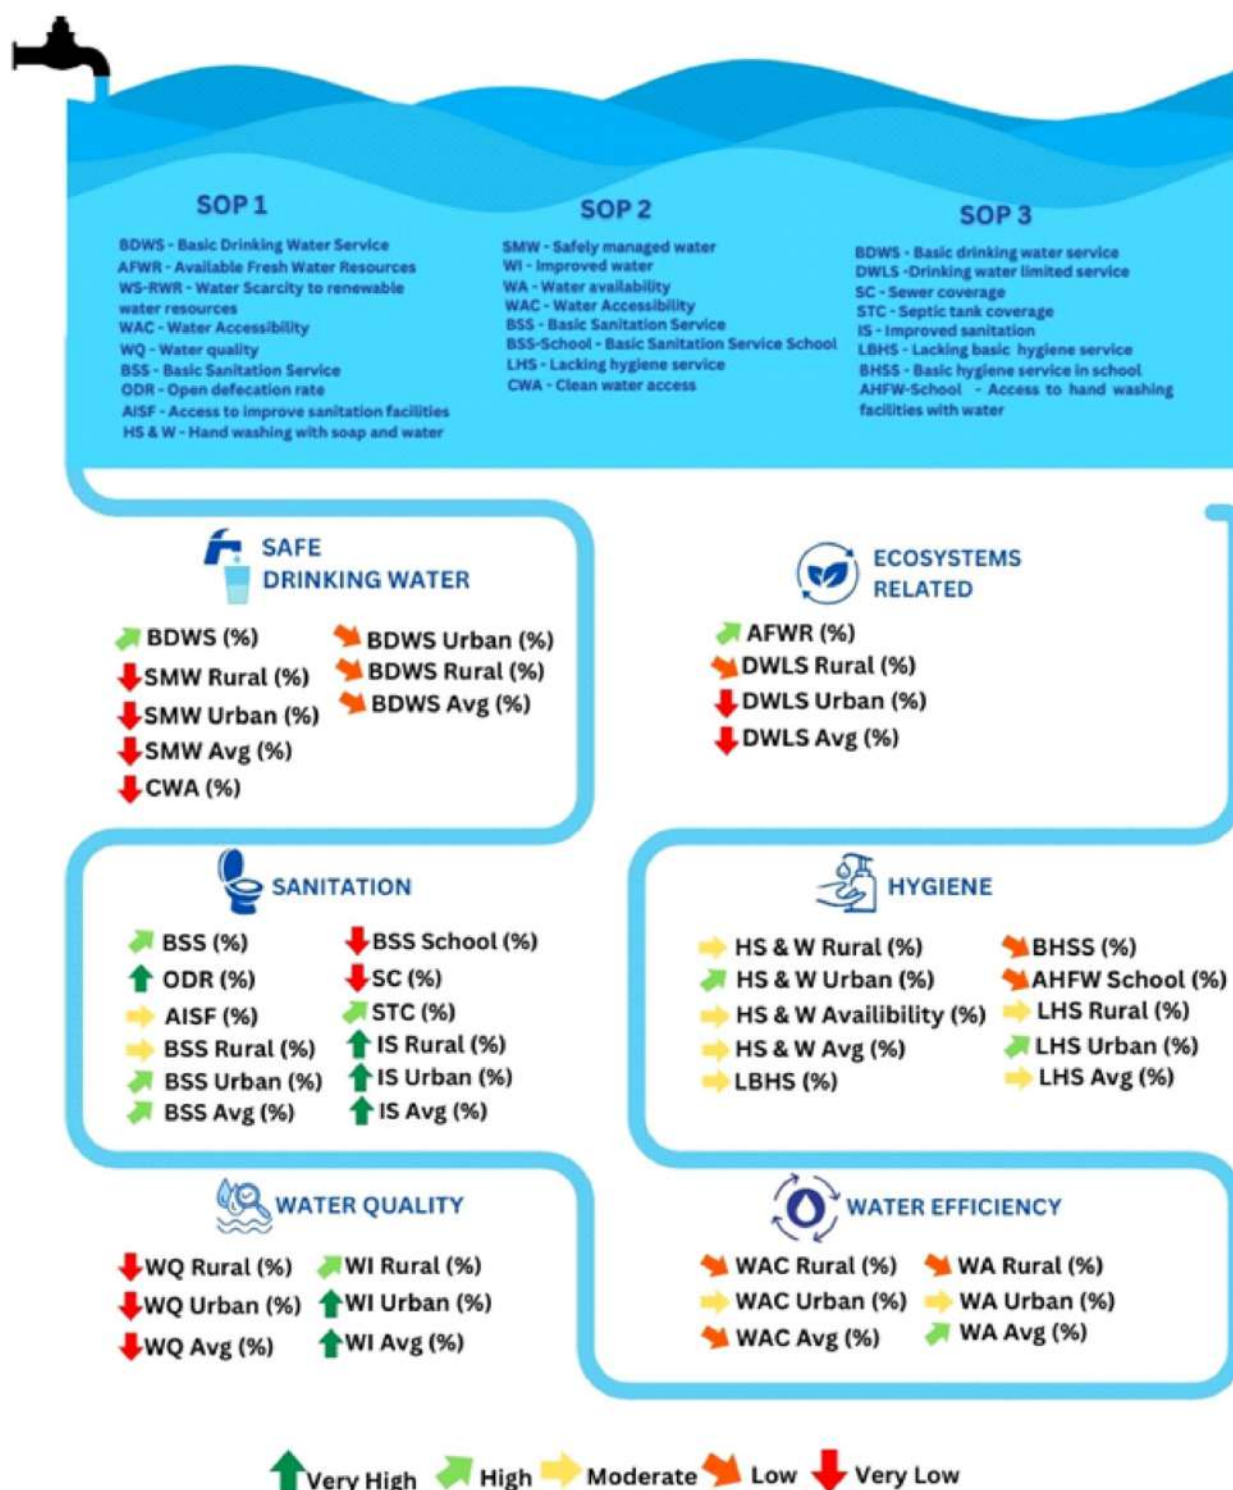 SOP 1
BDWS - Basic Drinking Water Service
AFWR - Available Fresh Water Resources
WS-RWR - Water Scarcity to renewable
water resources
WAC - Water Accessibility
WQ - Water quality
BSS - Basic Sanitation Service
ODR - Open defecation rate
AISF - Access to improve sanitation facilities
HS & W - Hand washing with soap and water
SOP 2
SMW - Safely managed water
WI - Improved water
WA - Water availability
WAC - Water Accessibility
BSS - Basic Sanitation Service
BSS-School - Basic Sanitation Service School
LHS - Lacking hygiene service
CWA - Clean water access
SOP 3
BDWS - Basic drinking water service
DWLS -Drinking water limited service
SC - Sewer coverage
STC - Septic tank coverage
IS - Improved sanitation
LBHS - Lacking basic hygiene service
BHSS - Basic hygiene service in school
AHFW-School - Access to hand washing
facilities with water
SAFE
DRINKING WATER
BDWS (%)
SMW Rural (%)
SMW Urban (%)
SMW Avg (%)
CWA (%)
BDWS Urban (%)
BDWS Rural (%)
BDWS Avg (%)
ECOSYSTEMS
RELATED
AFWR (%)
DWLS Rural (%)
DWLS Urban (%)
DWLS Avg (%)
SANITATION
BSS (%)
ODR (%)
AISF (%)
BSS Rural (%)
BSS Urban (%)
BSS Avg (%)
BSS School (%)
SC (%)
STC (%)
IS Rural (%)
IS Urban (%)
IS Avg (%)
HYGIENE
HS & W Rural (%)
HS & W Urban (%)
HS & W Availibility (%)
HS & W Avg (%)
LBHS (%)
BHSS (%)
AHFW School (%)
LHS Rural (%)
LHS Urban (%)
LHS Avg (%)
WATER QUALITY
WQ Rural (%)
WQ Urban (%)
WQ Avg (%)
WI Rural (%)
WI Urban (%)
WI Avg (%)
WATER EFFICIENCY
WAC Rural (%)
WAC Urban (%)
WAC Avg (%)
WA Rural (%)
WA Urban (%)
WA Avg (%)
Very High High Moderate Low Very Low